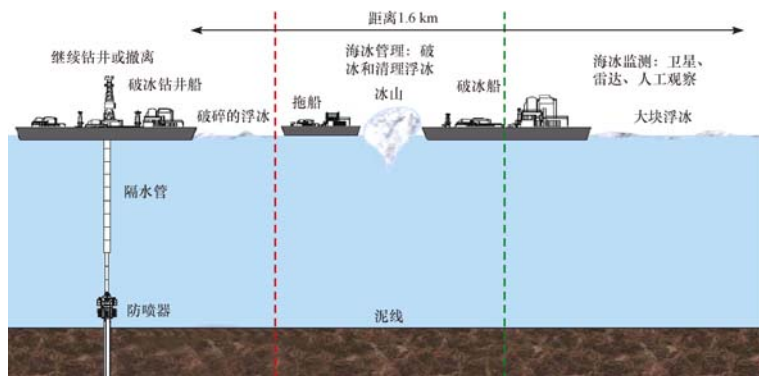 距离1.6 km
继续钻井或撤离
破冰钻井船
破碎的浮冰
拖船
海冰管理：破
冰和清理浮冰
冰山
破冰船
海冰监测：卫星、
雷达、人工观察
大块浮冰
隔水管
防喷器
泥线